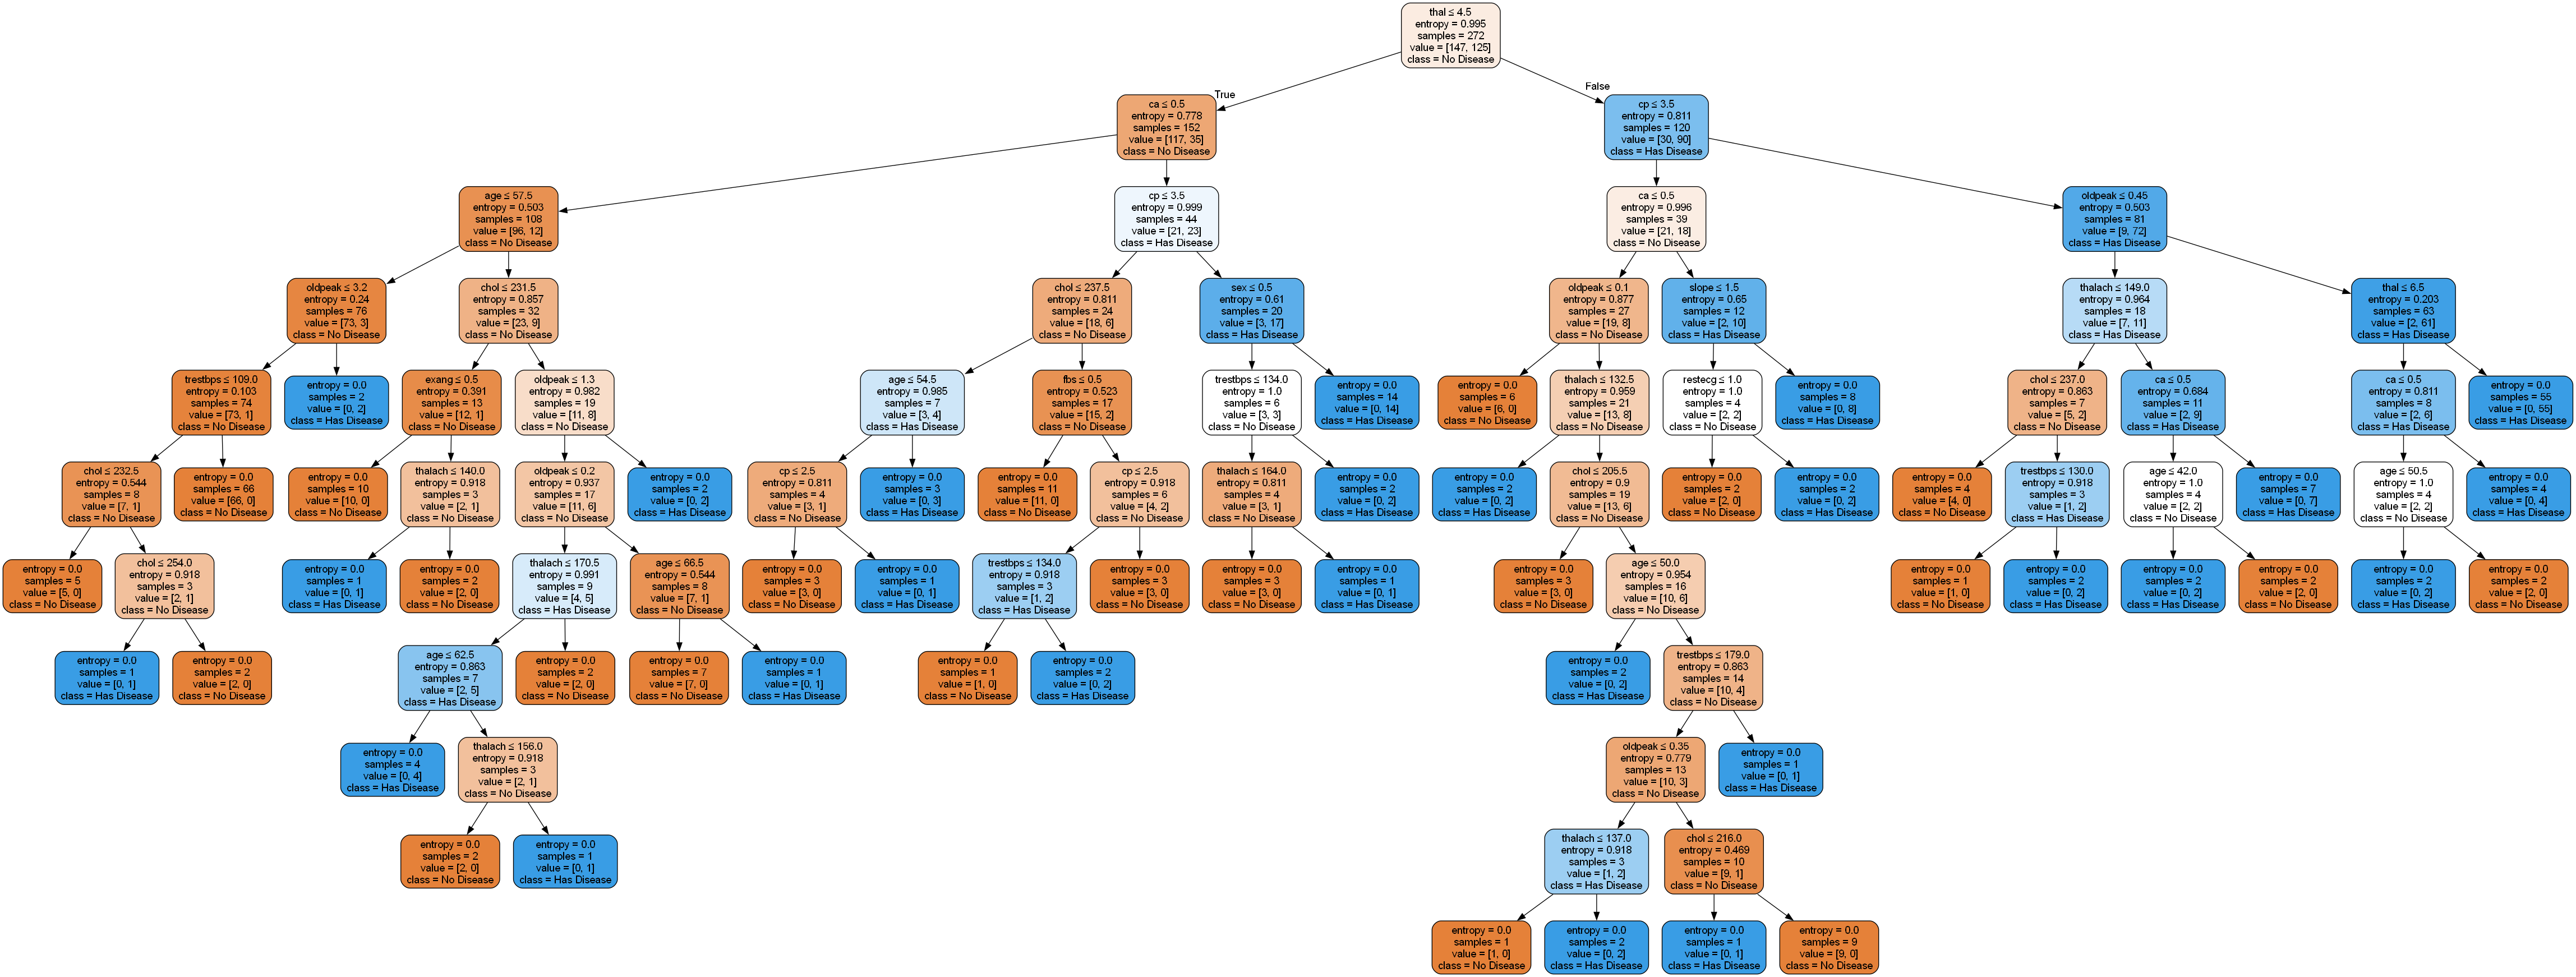 thal ≤ 4.5
entropy = 0.995
samples = 272
value = [147, 125]
class = No Disease
True
False
ca ≤ 0.5
entropy = 0.778
samples = 152
value = [117, 35]
class = No Disease
cp ≤ 3.5
entropy = 0.811
samples = 120
value = [30, 90]
class = Has Disease
age ≤ 57.5
entropy = 0.503
samples = 108
value = [96, 12]
class = No Disease
cp ≤ 3.5
entropy = 0.999
samples = 44
value = [21, 23]
class = Has Disease
ca ≤ 0.5
entropy = 0.996
samples = 39
value = [21, 18]
class = No Disease
oldpeak ≤ 0.45
entropy = 0.503
samples = 81
value = [9, 72]
class = Has Disease
oldpeak ≤ 3.2
entropy = 0.24
samples = 76
value = [73, 3]
class = No Disease
chol ≤ 231.5
entropy = 0.857
samples = 32
value = [23, 9]
class = No Disease
chol ≤ 237.5
entropy = 0.811
samples = 24
value = [18, 6]
class = No Disease
sex ≤ 0.5
entropy = 0.61
samples = 20
value = [3, 17]
class = Has Disease
oldpeak ≤ 0.1
entropy = 0.877
samples = 27
value = [19, 8]
class = No Disease
slope ≤ 1.5
entropy = 0.65
samples = 12
value = [2, 10]
class = Has Disease
thalach ≤ 149.0
entropy = 0.964
samples = 18
value = [7, 11]
class = Has Disease
thal ≤ 6.5
entropy = 0.203
samples = 63
value = [2, 61]
class = Has Disease
trestbps ≤ 109.0
entropy = 0.103
samples = 74
value = [73, 1]
class = No Disease
entropy = 0.0
samples = 2
value = [0, 2]
class = Has Disease
exang ≤ 0.5
entropy = 0.391
samples = 13
value = [12, 1]
class = No Disease
oldpeak ≤ 1.3
entropy = 0.982
samples = 19
value = [11, 8]
class = No Disease
age ≤ 54.5
entropy = 0.985
samples = 7
value = [3, 4]
class = Has Disease
fbs ≤ 0.5
entropy = 0.523
samples = 17
value = [15, 2]
class = No Disease
trestbps ≤ 134.0
entropy = 1.0
samples = 6
value = [3, 3]
class = No Disease
entropy = 0.0
samples = 14
value = [0, 14]
class = Has Disease
entropy = 0.0
samples = 6
value = [6, 0]
class = No Disease
thalach ≤ 132.5
entropy = 0.959
samples = 21
value = [13, 8]
class = No Disease
restecg ≤ 1.0
entropy = 1.0
samples = 4
value = [2, 2]
class = No Disease
entropy = 0.0
samples = 8
value = [0, 8]
class = Has Disease
chol ≤ 237.0
entropy = 0.863
samples = 7
value = [5, 2]
class = No Disease
ca ≤ 0.5
entropy = 0.684
samples = 11
value = [2, 9]
class = Has Disease
ca ≤ 0.5
entropy = 0.811
samples = 8
value = [2, 6]
class = Has Disease
entropy = 0.0
samples = 55
value = [0, 55]
class = Has Disease
chol ≤ 232.5
entropy = 0.544
samples = 8
value = [7, 1]
class = No Disease
entropy = 0.0
samples = 66
value = [66, 0]
class = No Disease
entropy = 0.0
samples = 10
value = [10, 0]
class = No Disease
thalach ≤ 140.0
entropy = 0.918
samples = 3
value = [2, 1]
class = No Disease
oldpeak ≤ 0.2
entropy = 0.937
samples = 17
value = [11, 6]
class = No Disease
entropy = 0.0
samples = 2
value = [0, 2]
class = Has Disease
cp ≤ 2.5
entropy = 0.811
samples = 4
value = [3, 1]
class = No Disease
entropy = 0.0
samples = 3
value = [0, 3]
class = Has Disease
entropy = 0.0
samples = 11
value = [11, 0]
class = No Disease
cp ≤ 2.5
entropy = 0.918
samples = 6
value = [4, 2]
class = No Disease
thalach ≤ 164.0
entropy = 0.811
samples = 4
value = [3, 1]
class = No Disease
entropy = 0.0
samples = 2
value = [0, 2]
class = Has Disease
entropy = 0.0
samples = 2
value = [0, 2]
class = Has Disease
chol ≤ 205.5
entropy = 0.9
samples = 19
value = [13, 6]
class = No Disease
entropy = 0.0
samples = 2
value = [2, 0]
class = No Disease
entropy = 0.0
samples = 2
value = [0, 2]
class = Has Disease
entropy = 0.0
samples = 4
value = [4, 0]
class = No Disease
trestbps ≤ 130.0
entropy = 0.918
samples = 3
value = [1, 2]
class = Has Disease
age ≤ 42.0
entropy = 1.0
samples = 4
value = [2, 2]
class = No Disease
entropy = 0.0
samples = 7
value = [0, 7]
class = Has Disease
age ≤ 50.5
entropy = 1.0
samples = 4
value = [2, 2]
class = No Disease
entropy = 0.0
samples = 4
value = [0, 4]
class = Has Disease
entropy = 0.0
samples = 5
value = [5, 0]
class = No Disease
chol ≤ 254.0
entropy = 0.918
samples = 3
value = [2, 1]
class = No Disease
entropy = 0.0
samples = 1
value = [0, 1]
class = Has Disease
entropy = 0.0
samples = 2
value = [2, 0]
class = No Disease
thalach ≤ 170.5
entropy = 0.991
samples = 9
value = [4, 5]
class = Has Disease
age ≤ 66.5
entropy = 0.544
samples = 8
value = [7, 1]
class = No Disease
entropy = 0.0
samples = 3
value = [3, 0]
class = No Disease
entropy = 0.0
samples = 1
value = [0, 1]
class = Has Disease
trestbps ≤ 134.0
entropy = 0.918
samples = 3
value = [1, 2]
class = Has Disease
entropy = 0.0
samples = 3
value = [3, 0]
class = No Disease
entropy = 0.0
samples = 3
value = [3, 0]
class = No Disease
entropy = 0.0
samples = 1
value = [0, 1]
class = Has Disease
entropy = 0.0
samples = 3
value = [3, 0]
class = No Disease
age ≤ 50.0
entropy = 0.954
samples = 16
value = [10, 6]
class = No Disease
entropy = 0.0
samples = 1
value = [1, 0]
class = No Disease
entropy = 0.0
samples = 2
value = [0, 2]
class = Has Disease
entropy = 0.0
samples = 2
value = [0, 2]
class = Has Disease
entropy = 0.0
samples = 2
value = [2, 0]
class = No Disease
entropy = 0.0
samples = 2
value = [0, 2]
class = Has Disease
entropy = 0.0
samples = 2
value = [2, 0]
class = No Disease
entropy = 0.0
samples = 1
value = [0, 1]
class = Has Disease
entropy = 0.0
samples = 2
value = [2, 0]
class = No Disease
age ≤ 62.5
entropy = 0.863
samples = 7
value = [2, 5]
class = Has Disease
entropy = 0.0
samples = 2
value = [2, 0]
class = No Disease
entropy = 0.0
samples = 7
value = [7, 0]
class = No Disease
entropy = 0.0
samples = 1
value = [0, 1]
class = Has Disease
entropy = 0.0
samples = 1
value = [1, 0]
class = No Disease
entropy = 0.0
samples = 2
value = [0, 2]
class = Has Disease
entropy = 0.0
samples = 2
value = [0, 2]
class = Has Disease
trestbps ≤ 179.0
entropy = 0.863
samples = 14
value = [10, 4]
class = No Disease
entropy = 0.0
samples = 4
value = [0, 4]
class = Has Disease
thalach ≤ 156.0
entropy = 0.918
samples = 3
value = [2, 1]
class = No Disease
oldpeak ≤ 0.35
entropy = 0.779
samples = 13
value = [10, 3]
class = No Disease
entropy = 0.0
samples = 1
value = [0, 1]
class = Has Disease
entropy = 0.0
samples = 2
value = [2, 0]
class = No Disease
entropy = 0.0
samples = 1
value = [0, 1]
class = Has Disease
thalach ≤ 137.0
entropy = 0.918
samples = 3
value = [1, 2]
class = Has Disease
chol ≤ 216.0
entropy = 0.469
samples = 10
value = [9, 1]
class = No Disease
entropy = 0.0
samples = 1
value = [1, 0]
class = No Disease
entropy = 0.0
samples = 2
value = [0, 2]
class = Has Disease
entropy = 0.0
samples = 1
value = [0, 1]
class = Has Disease
entropy = 0.0
samples = 9
value = [9, 0]
class = No Disease